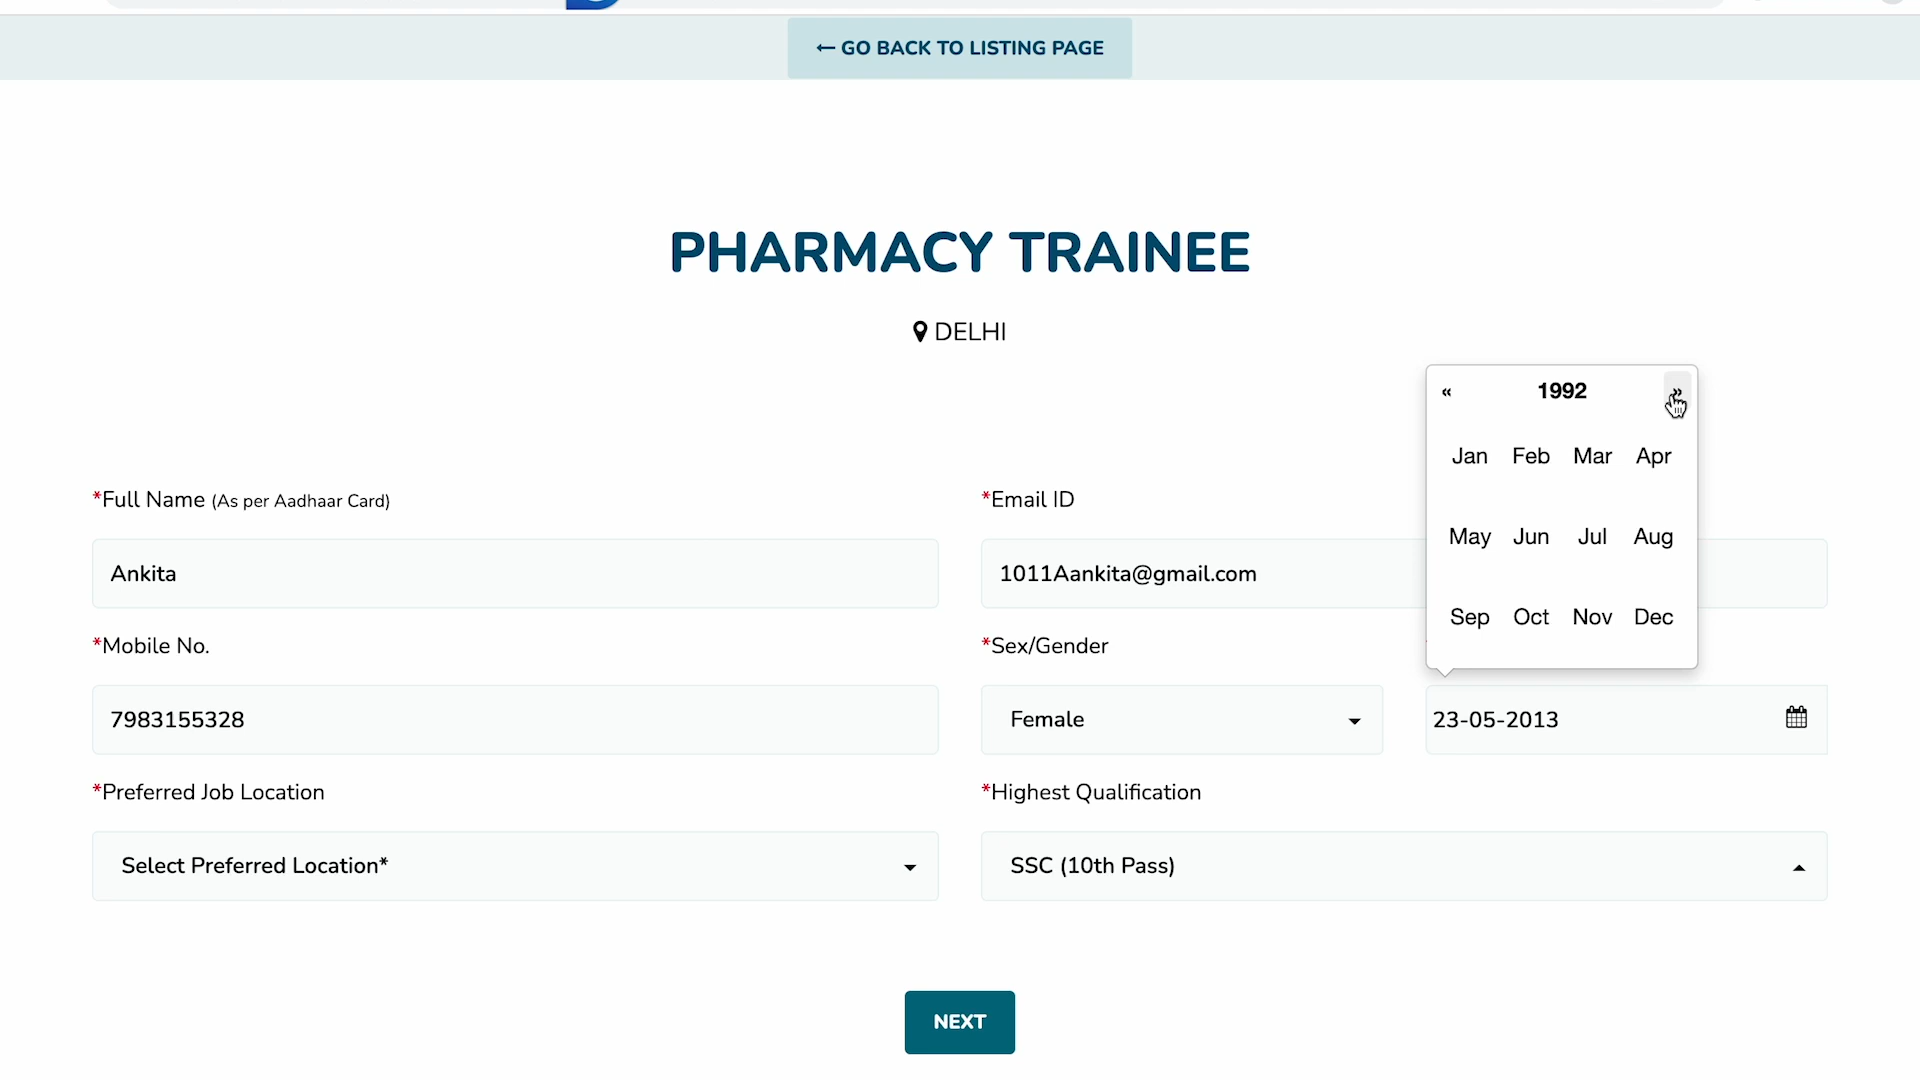 ← GO BACK TO LISTING PAGE
PHARMACY TRAINEE
DELHI
« 1992 »
Jan Feb Mar Apr
May Jun Jul Aug
Sep Oct Nov Dec
*Full Name (As per Aadhaar Card)
*Email ID
Ankita
1011Aankita@gmail.com
*Mobile No.
*Sex/Gender
7983155328
Female
23-05-2013
*Preferred Job Location
*Highest Qualification
Select Preferred Location*
SSC (10th Pass)
NEXT